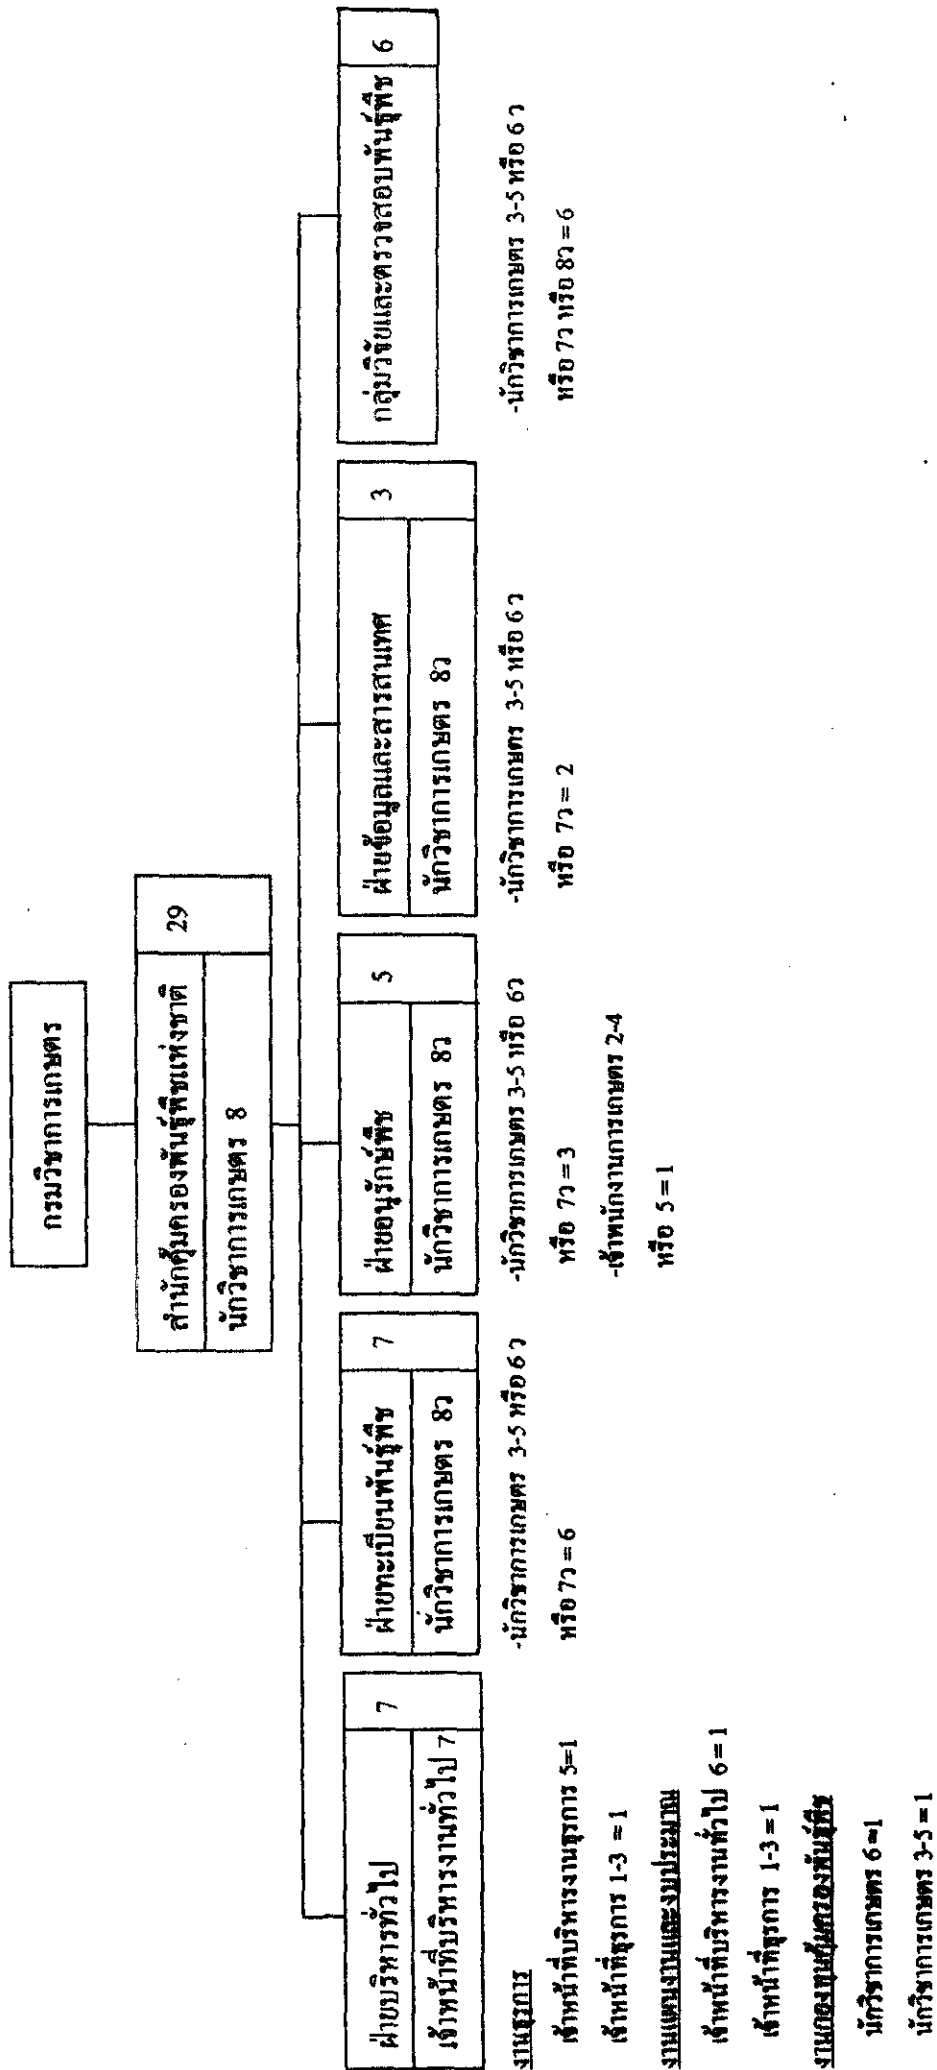 กรมวิชาการเกษตร
สำนักคุ้มครองพันธุ์พืชแห่งชาติ 29
นักวิชาการเกษตร 8
ฝ่ายบริหารทั่วไป 7
เจ้าหน้าที่บริหารงานทั่วไป 7
งานธุรการ
เจ้าหน้าที่บริหารงานธุรการ 5=1
เจ้าหน้าที่ธุรการ 1-3 = 1
งานแผนงานและงบประมาณ
เจ้าหน้าที่บริหารงานทั่วไป 6=1
เจ้าหน้าที่ธุรการ 1-3 = 1
งานกองทุนคุ้มครองพันธุ์พืช
นักวิชาการเกษตร 6=1
นักวิชาการเกษตร 3-5 = 1
ฝ่ายทะเบียนพันธุ์พืช 7
นักวิชาการเกษตร 8ว
-นักวิชาการเกษตร 3-5 หรือ 6 ว
หรือ 7ว = 6
ฝ่ายอนุรักษ์พืช 5
นักวิชาการเกษตร 8ว
-นักวิชาการเกษตร 3-5 หรือ 6ว
หรือ 7ว = 3
-เจ้าพนักงานการเกษตร 2-4
หรือ 5 = 1
ฝ่ายข้อมูลและสารสนเทศ 3
นักวิชาการเกษตร 8ว
-นักวิชาการเกษตร 3-5 หรือ 6 ว
หรือ 7ว = 2
กลุ่มวิจัยและตรวจสอบพันธุ์พืช 6
-นักวิชาการเกษตร 3-5 หรือ 6 ว
หรือ 7ว หรือ 8ว = 6